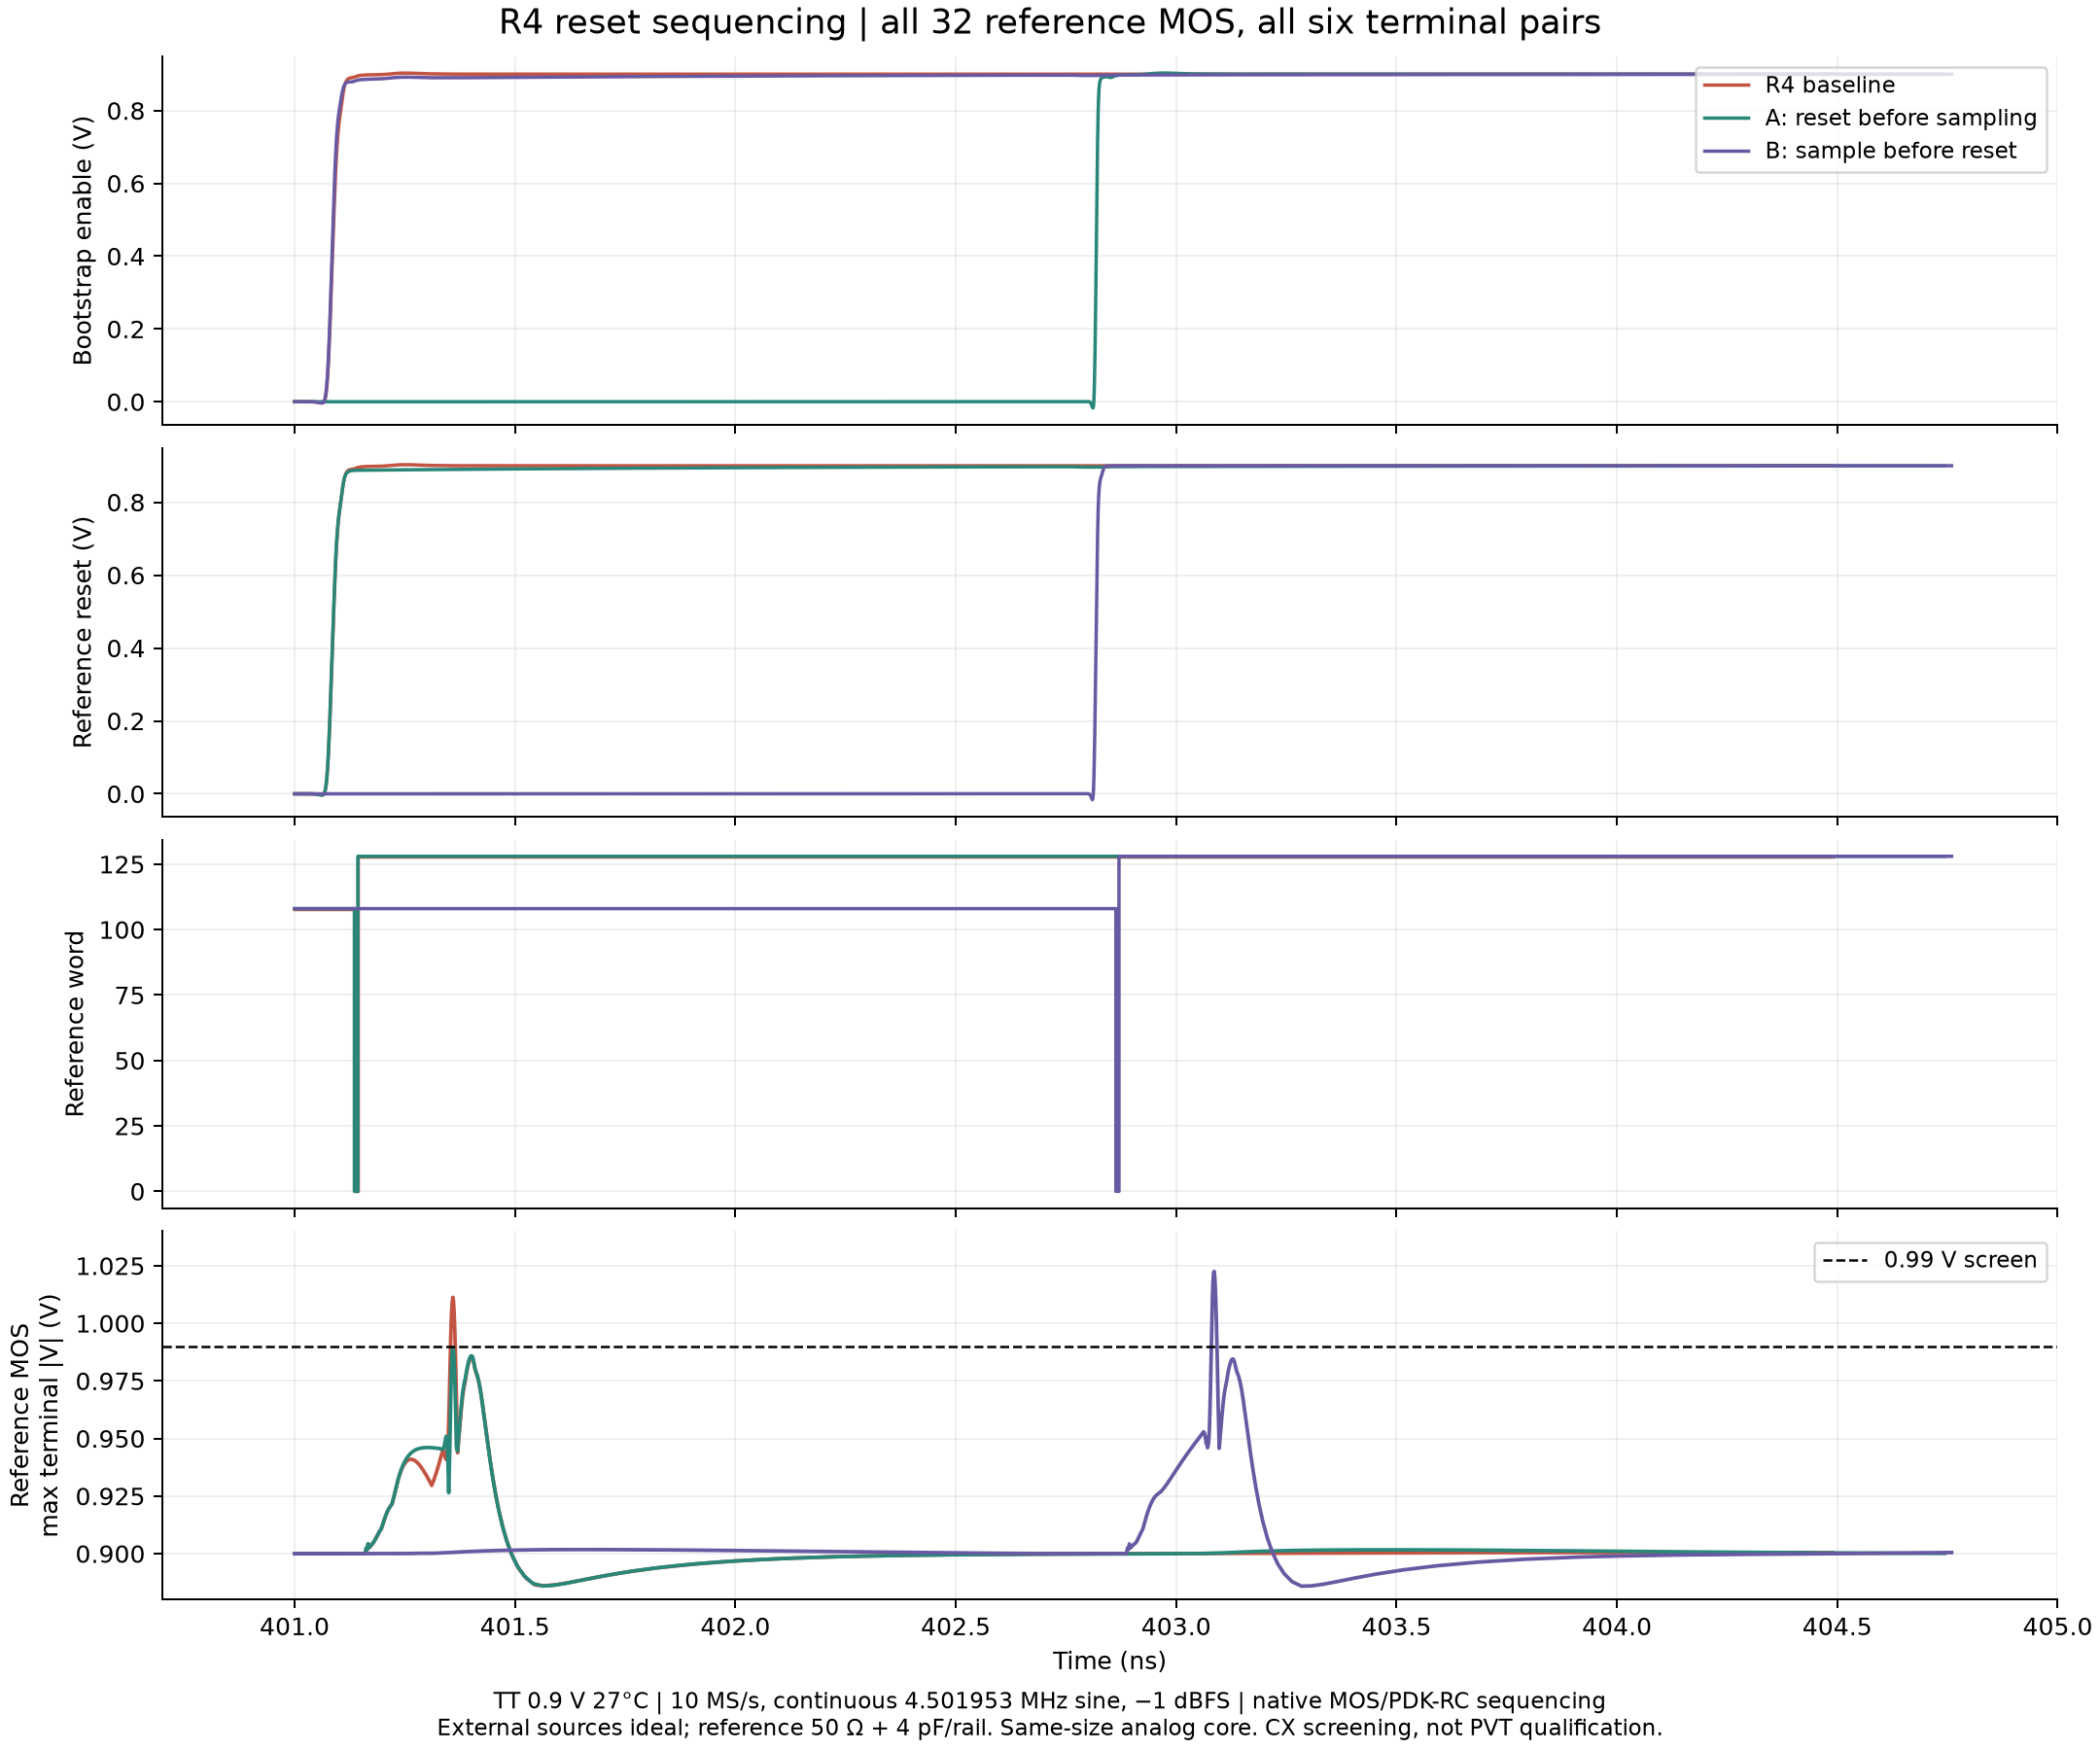 R4 reset sequencing | all 32 reference MOS, all six terminal pairs
Bootstrap enable (V)
0.8
0.6
0.4
0.2
0.0
R4 baseline
A: reset before sampling
B: sample before reset
Reference reset (V)
0.8
0.6
0.4
0.2
0.0
Reference word
125
100
75
50
25
0
Reference MOS
max terminal |V| (V)
1.025
1.000
0.975
0.950
0.925
0.900
0.99 V screen
401.0 401.5 402.0 402.5 403.0 403.5 404.0 404.5 405.0
Time (ns)
TT 0.9 V 27°C | 10 MS/s, continuous 4.501953 MHz sine, −1 dBFS | native MOS/PDK-RC sequencing
External sources ideal; reference 50 Ω + 4 pF/rail. Same-size analog core. CX screening, not PVT qualification.